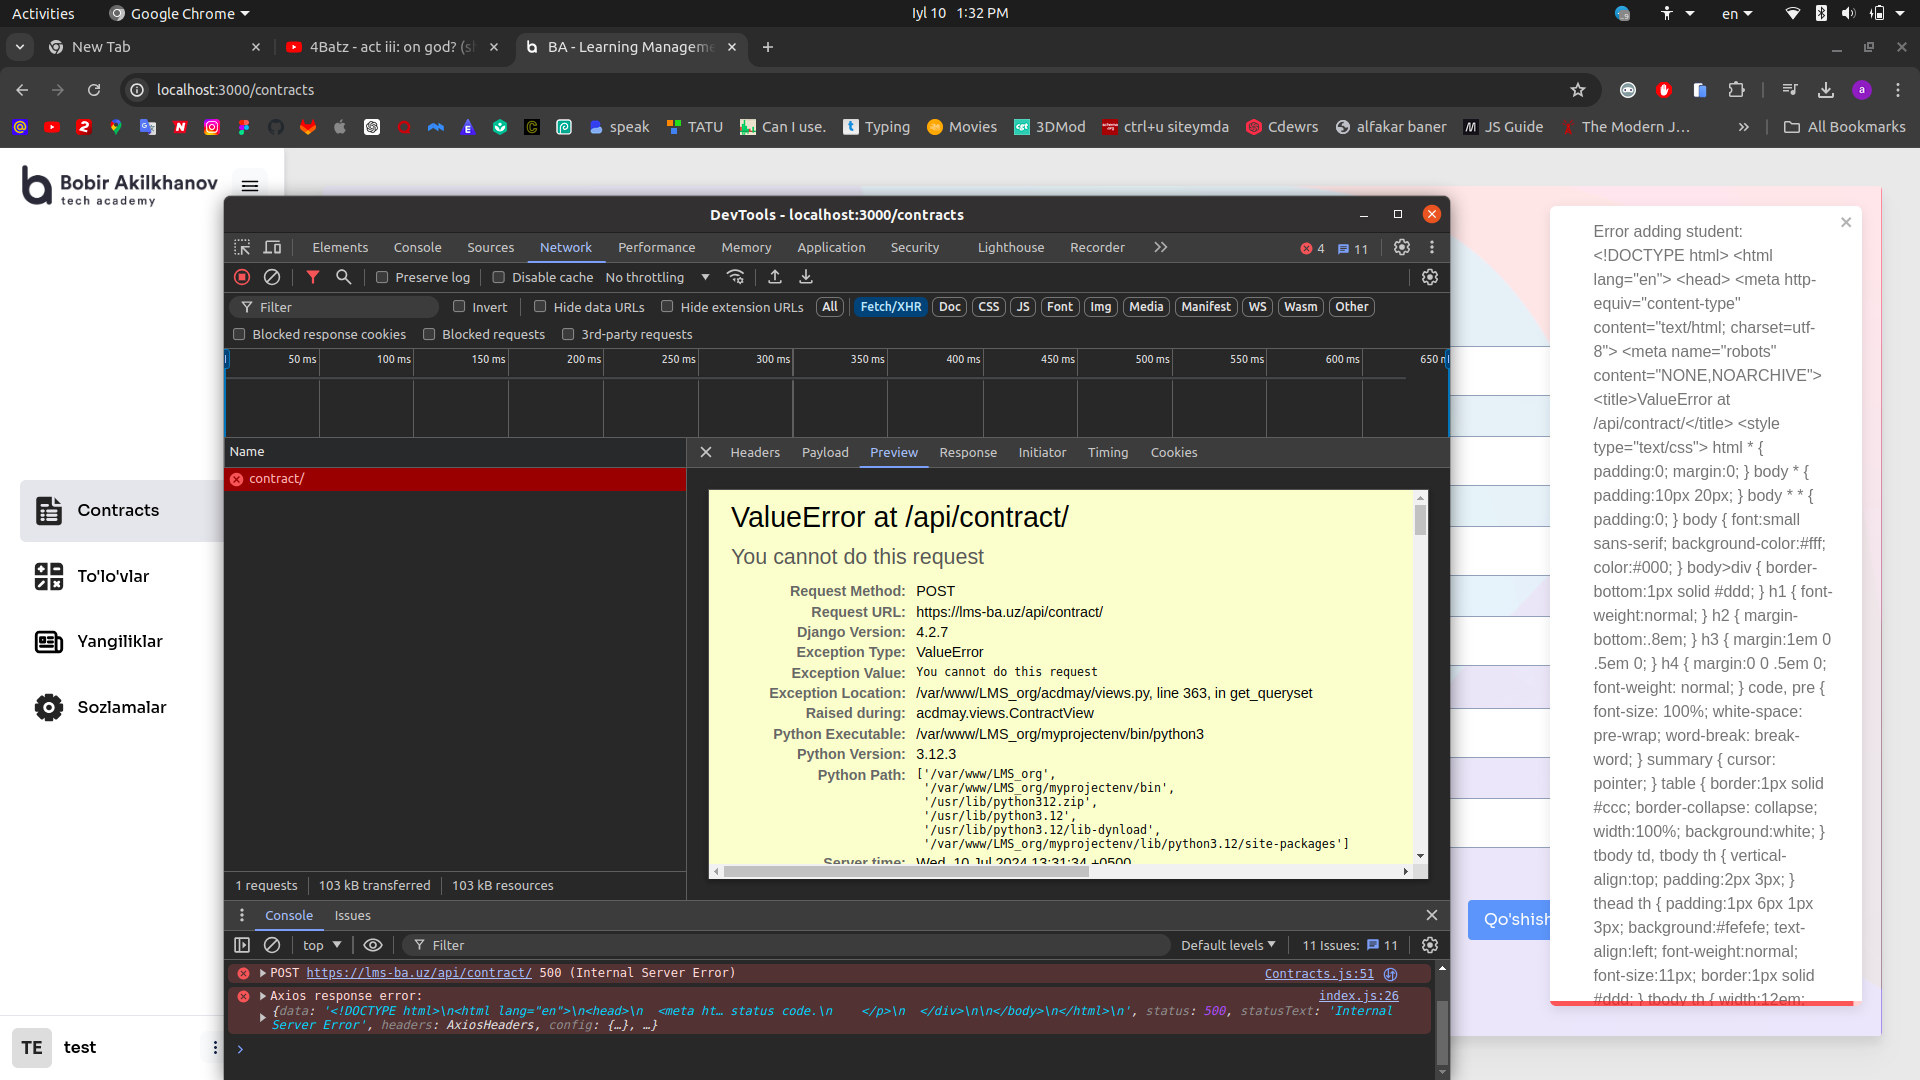 Activities
Google Chrome
Iyl 10 1:32 PM
en
New Tab
4Batz - act iii: on god? (sh
BA - Learning Manageme
localhost:3000/contracts
speak
TATU
Can I use.
Typing
Movies
3DMod
ctrl+u siteymda
Cdewrs
alfakar baner
JS Guide
The Modern J…
All Bookmarks
Bobir Akilkhanov
tech academy
Contracts
To'lo'vlar
Yangiliklar
Sozlamalar
TE test
DevTools - localhost:3000/contracts
Elements Console Sources Network Performance Memory Application Security Lighthouse Recorder
4 11
Preserve log Disable cache No throttling
Filter Invert Hide data URLs Hide extension URLs All Fetch/XHR Doc CSS JS Font Img Media Manifest WS Wasm Other
Blocked response cookies Blocked requests 3rd-party requests
50 ms 100 ms 150 ms 200 ms 250 ms 300 ms 350 ms 400 ms 450 ms 500 ms 550 ms 600 ms 650 m
Name
contract/
Headers Payload Preview Response Initiator Timing Cookies
ValueError at /api/contract/
You cannot do this request
Request Method: POST
Request URL: https://lms-ba.uz/api/contract/
Django Version: 4.2.7
Exception Type: ValueError
Exception Value: You cannot do this request
Exception Location: /var/www/LMS_org/acdmay/views.py, line 363, in get_queryset
Raised during: acdmay.views.ContractView
Python Executable: /var/www/LMS_org/myprojectenv/bin/python3
Python Version: 3.12.3
Python Path: ['/var/www/LMS_org',
'/var/www/LMS_org/myprojectenv/bin',
'/usr/lib/python312.zip',
'/usr/lib/python3.12',
'/usr/lib/python3.12/lib-dynload',
'/var/www/LMS_org/myprojectenv/lib/python3.12/site-packages']
Server time: Wed, 10 Jul 2024 13:31:34 +0500
1 requests 103 kB transferred 103 kB resources
Console Issues
top Filter Default levels 11 Issues: 11
POST https://lms-ba.uz/api/contract/ 500 (Internal Server Error) Contracts.js:51
Axios response error: index.js:26
{data: '<!DOCTYPE html>\n<html lang="en">\n<head>\n  <meta ht… status code.\n    </p>\n  </div>\n\n</body>\n</html>\n', status: 500, statusText: 'Internal
Server Error', headers: AxiosHeaders, config: {…}, …}
Error adding student:
<!DOCTYPE html> <html
lang="en"> <head> <meta http-
equiv="content-type"
content="text/html; charset=utf-
8"> <meta name="robots"
content="NONE,NOARCHIVE">
<title>ValueError at
/api/contract/</title> <style
type="text/css"> html * {
padding:0; margin:0; } body * {
padding:10px 20px; } body * * {
padding:0; } body { font:small
sans-serif; background-color:#fff;
color:#000; } body>div { border-
bottom:1px solid #ddd; } h1 { font-
weight:normal; } h2 { margin-
bottom:.8em; } h3 { margin:1em 0
.5em 0; } h4 { margin:0 0 .5em 0;
font-weight: normal; } code, pre {
font-size: 100%; white-space:
pre-wrap; word-break: break-
word; } summary { cursor:
pointer; } table { border:1px solid
#ccc; border-collapse: collapse;
width:100%; background:white; }
tbody td, tbody th { vertical-
align:top; padding:2px 3px; }
thead th { padding:1px 6px 1px
3px; background:#fefefe; text-
align:left; font-weight:normal;
font-size:11px; border:1px solid
#ddd; } tbody th { width:12em;
Qo'shish